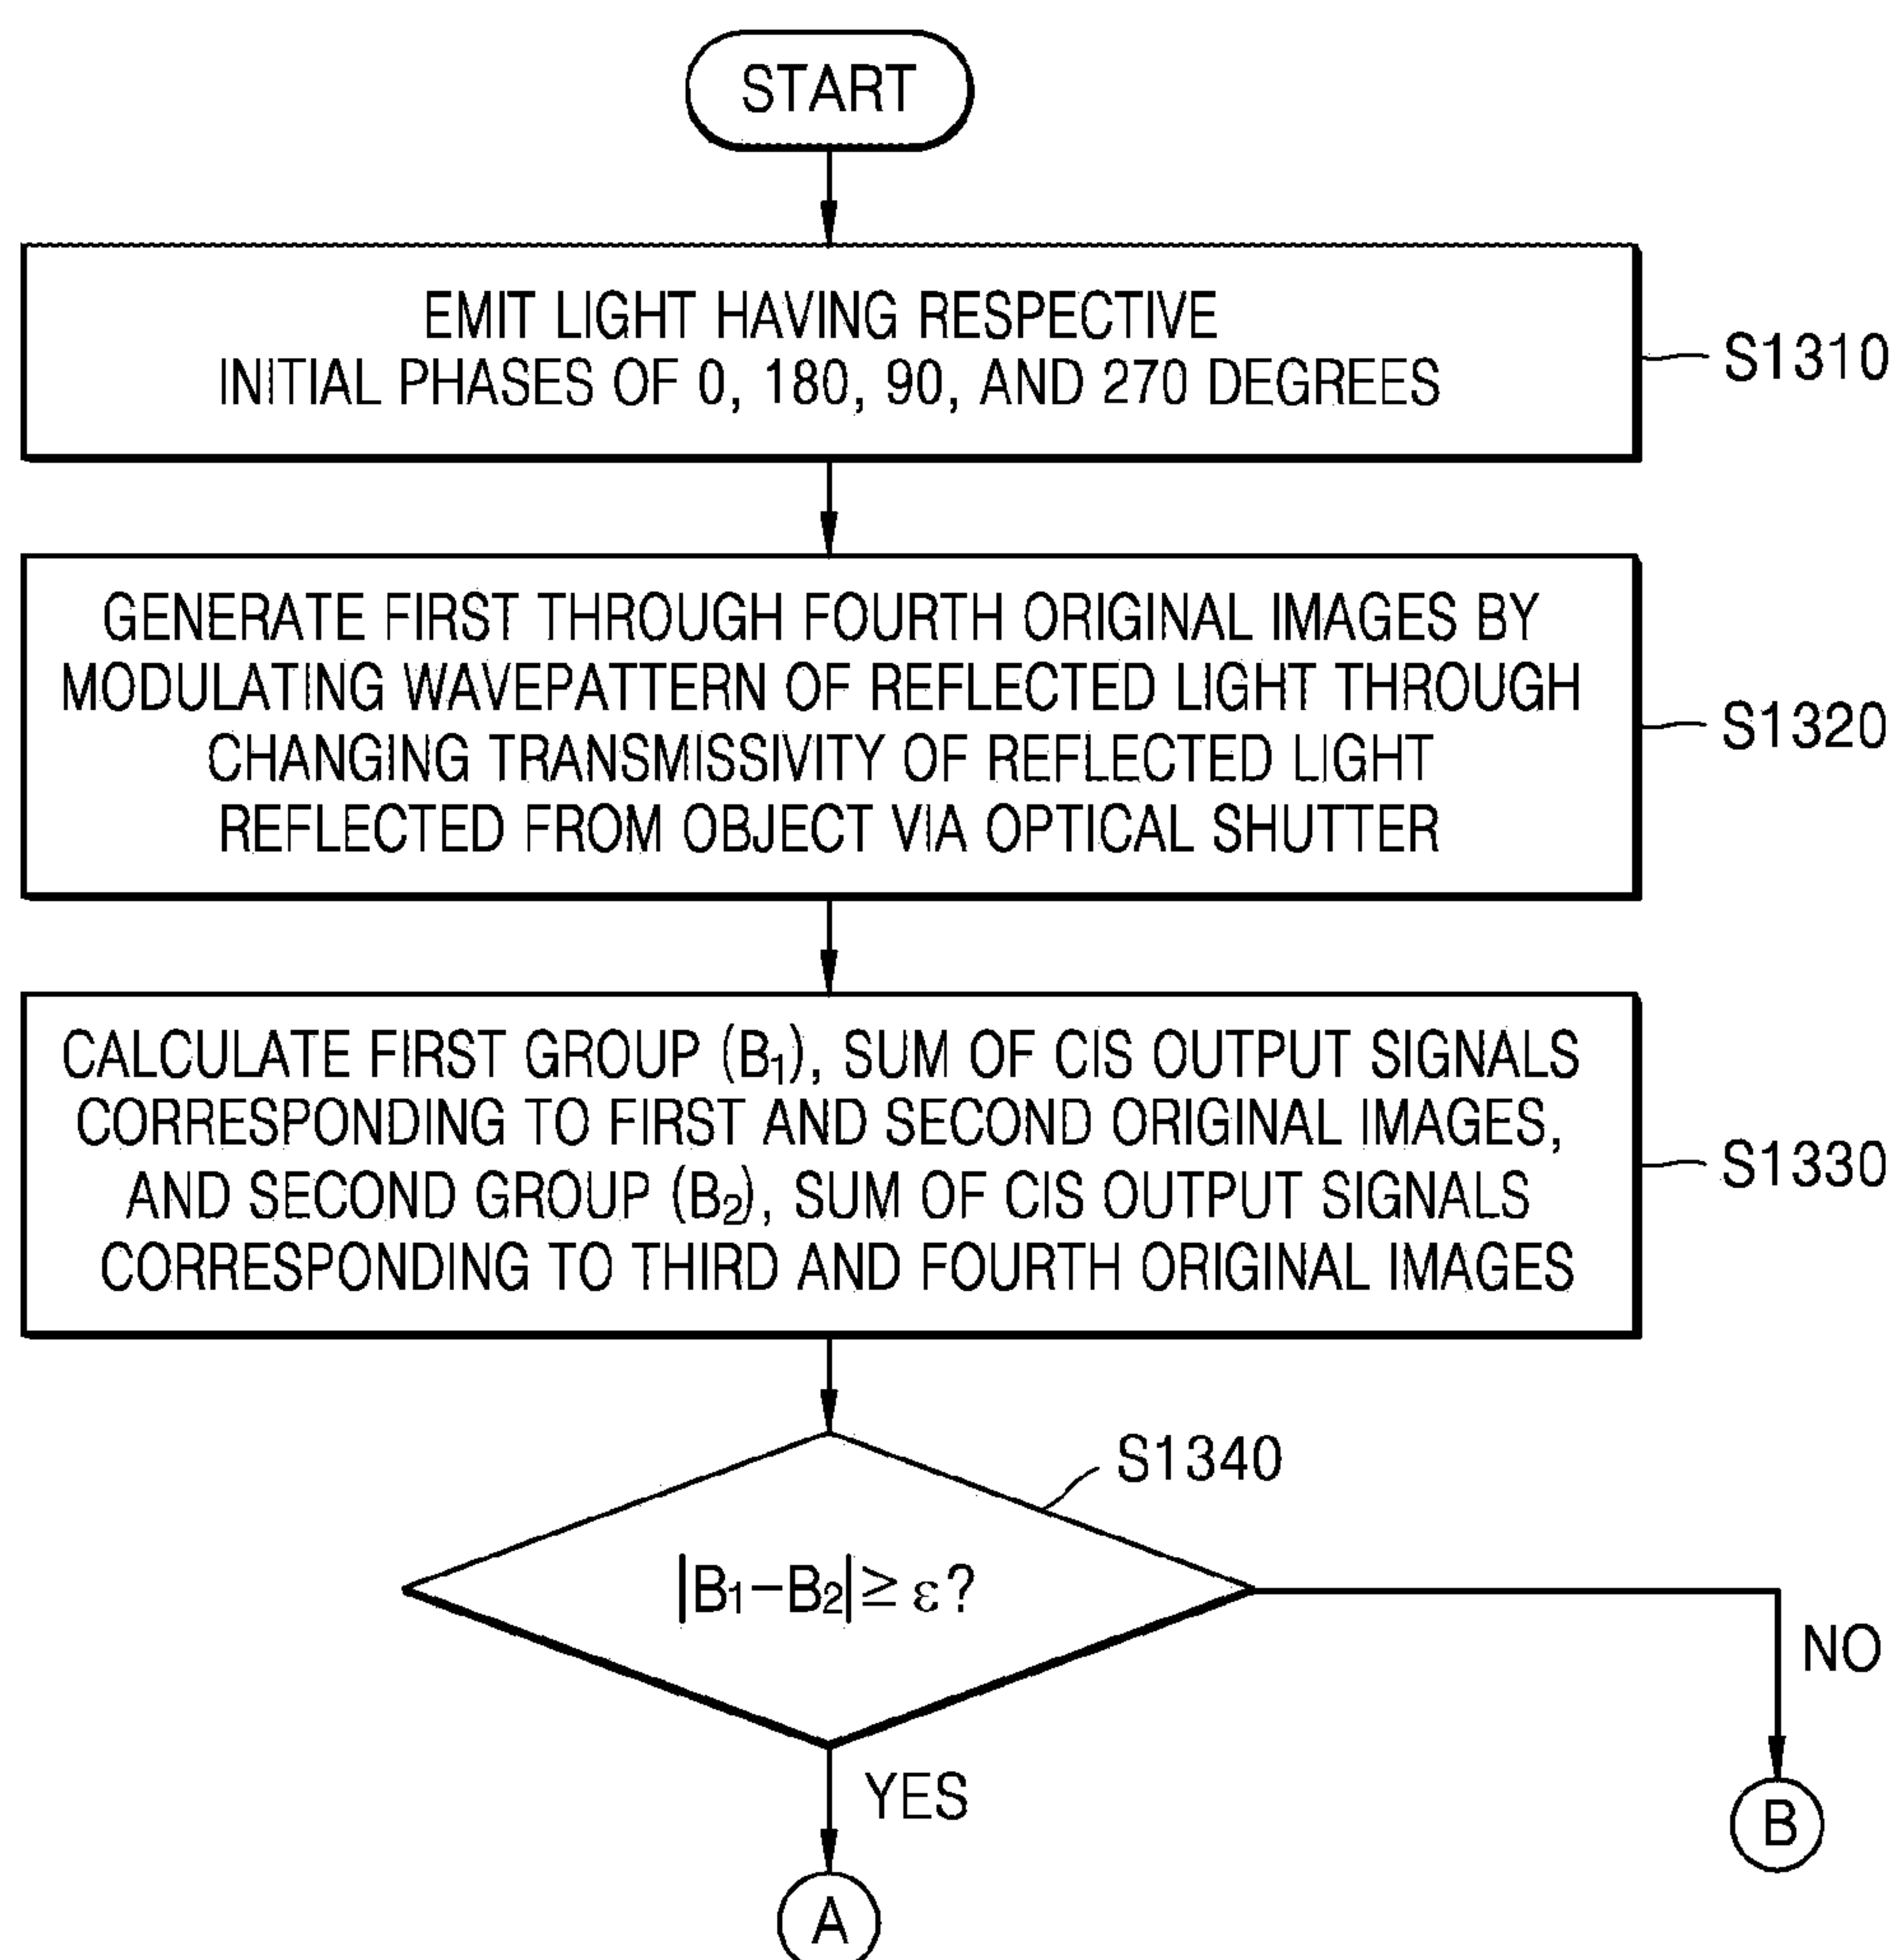 START
EMIT LIGHT HAVING RESPECTIVE
INITIAL PHASES OF 0, 180, 90, AND 270 DEGREES
S1310
GENERATE FIRST THROUGH FOURTH ORIGINAL IMAGES BY
MODULATING WAVEPATTERN OF REFLECTED LIGHT THROUGH
CHANGING TRANSMISSIVITY OF REFLECTED LIGHT
REFLECTED FROM OBJECT VIA OPTICAL SHUTTER
S1320
CALCULATE FIRST GROUP (B₁), SUM OF CIS OUTPUT SIGNALS
CORRESPONDING TO FIRST AND SECOND ORIGINAL IMAGES,
AND SECOND GROUP (B₂), SUM OF CIS OUTPUT SIGNALS
CORRESPONDING TO THIRD AND FOURTH ORIGINAL IMAGES
S1330
S1340
|B₁−B₂|≥ ε?
NO
YES
B
A